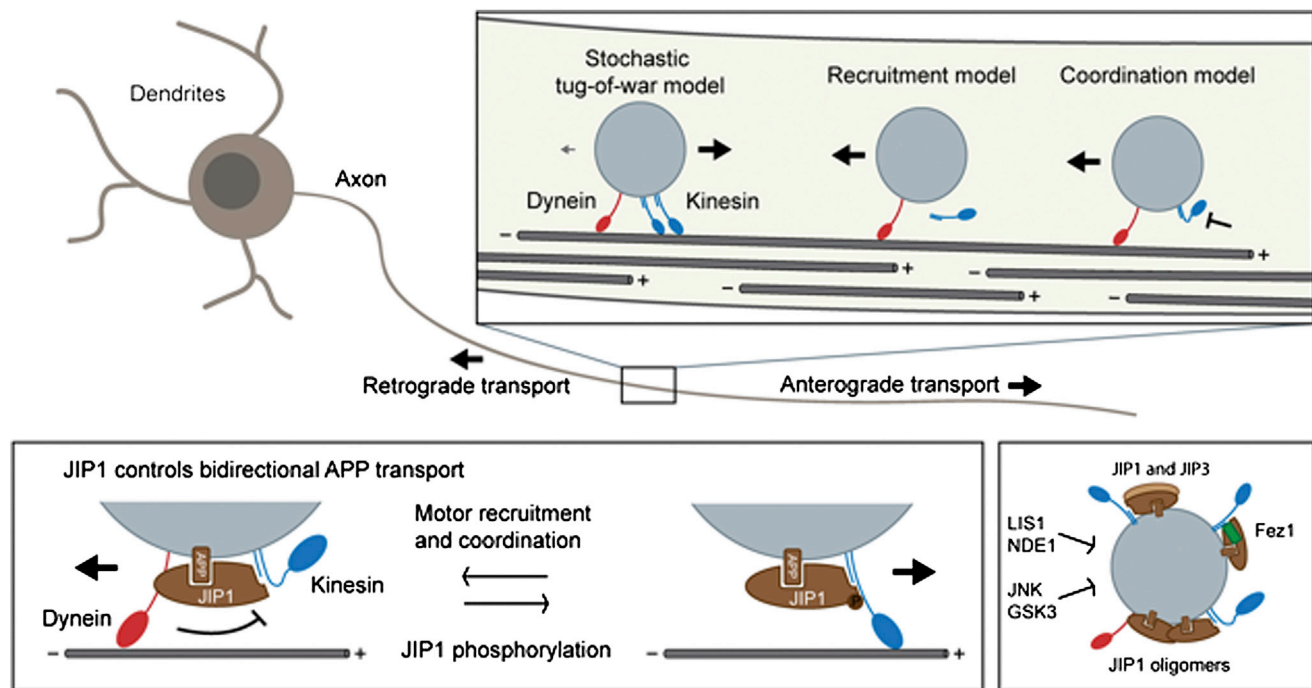 Dendrites
Axon
Stochastic
tug-of-war model
Recruitment model
Coordination model
Dynein
Kinesin
–
+
–
+
–
+
–
+
–
Retrograde transport
Anterograde transport
JIP1 controls bidirectional APP transport
APP
JIP1
Kinesin
Dynein
–
+
Motor recruitment
and coordination
JIP1 phosphorylation
APP
JIP1
P
–
+
JIP1 and JIP3
LIS1
NDE1
Fez1
JNK
GSK3
JIP1 oligomers